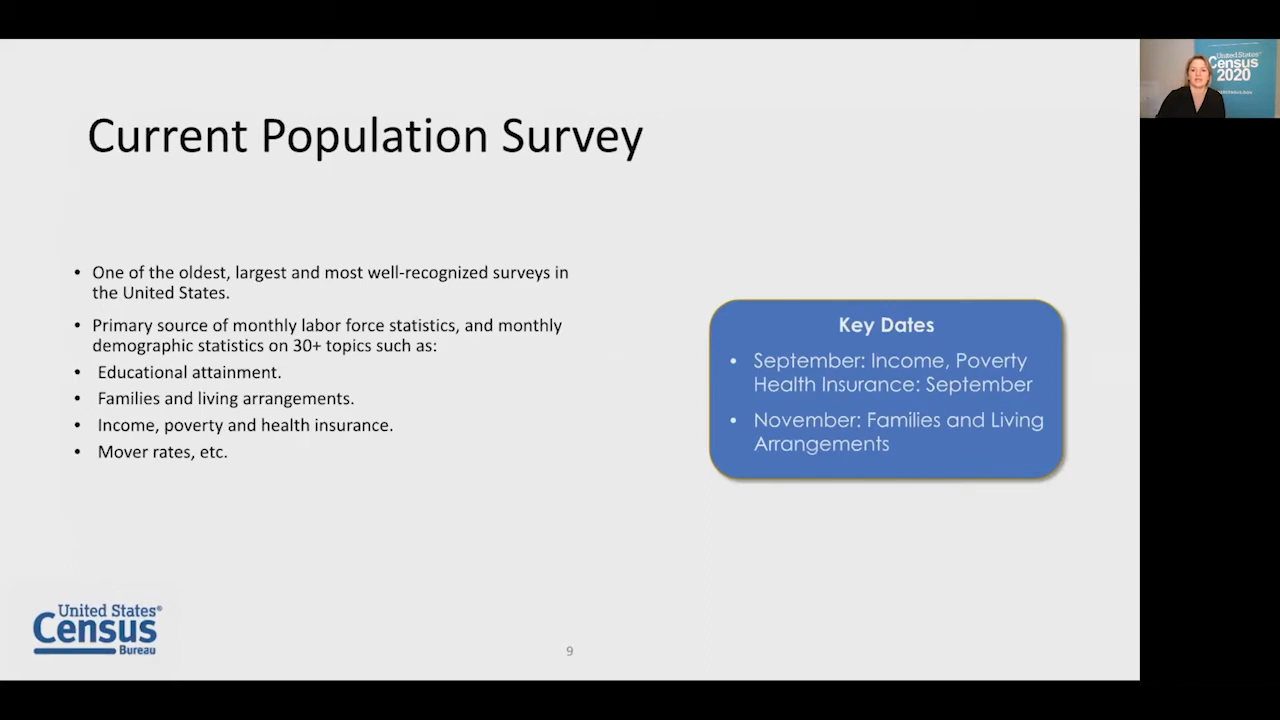 Current Population Survey
• One of the oldest, largest and most well-recognized surveys in
the United States.
• Primary source of monthly labor force statistics, and monthly
demographic statistics on 30+ topics such as:
• Educational attainment.
• Families and living arrangements.
• Income, poverty and health insurance.
• Mover rates, etc.
Key Dates
• September: Income, Poverty
Health Insurance: September
• November: Families and Living
Arrangements
United States®
Census
Bureau
9
United States®
Census
2020